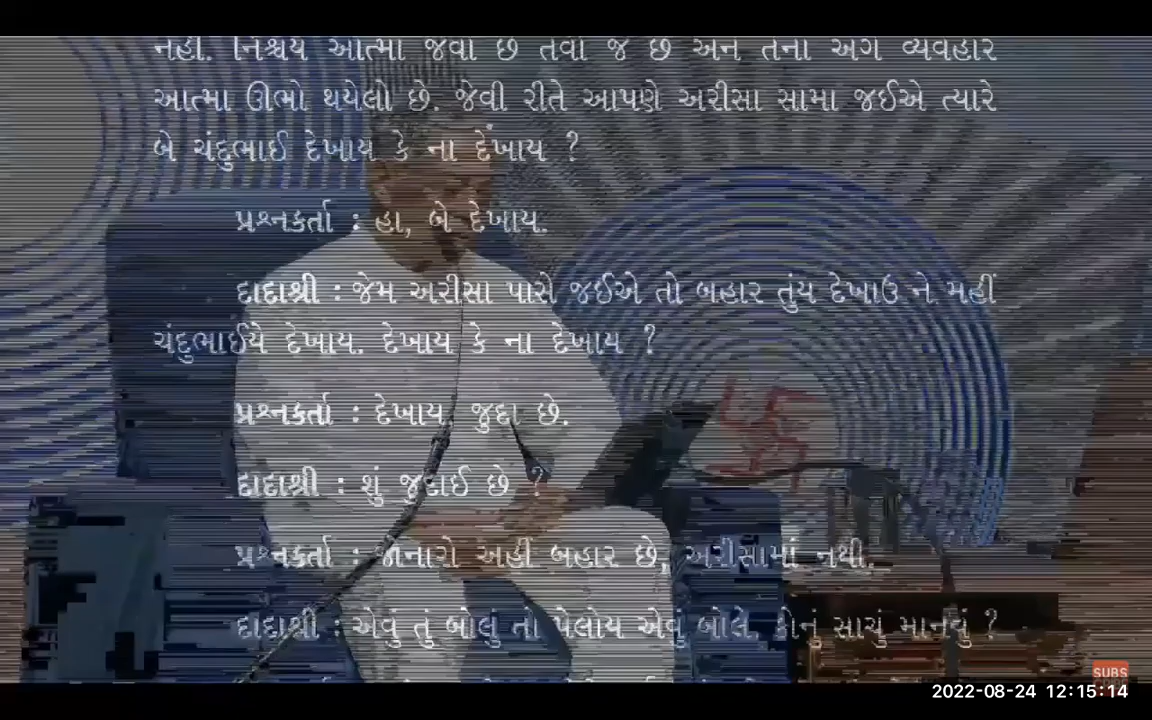 નહીં. નિશ્ચય આત્મા જેવો છે તેવો જ છે અને તેના અંગે વ્યવહાર
આત્મા ઊભો થયેલો છે. જેવી રીતે આપણે અરીસા સામા જઈએ ત્યારે
બે ચંદુભાઈ દેખાય કે ના દેખાય ?
પ્રશ્નકર્તા : હા, બે દેખાય.
દાદાશ્રી : જેમ અરીસા પાસે જઈએ તો બહાર તુંય દેખાઉ ને મહીં
ચંદુભાઈયે દેખાય. દેખાય કે ના દેખાય ?
પ્રશ્નકર્તા : દેખાય, જુદા છે.
દાદાશ્રી : શું જુદાઈ છે ?
પ્રશ્નકર્તા : જાનારો અહીં બહાર છે, અરીસામાં નથી.
દાદાશ્રી : એવું તું બોલું તો પેલોય એવું બોલે. કોનું સાચું માનવું ?
SUBS
2022-08-24 12:15:14